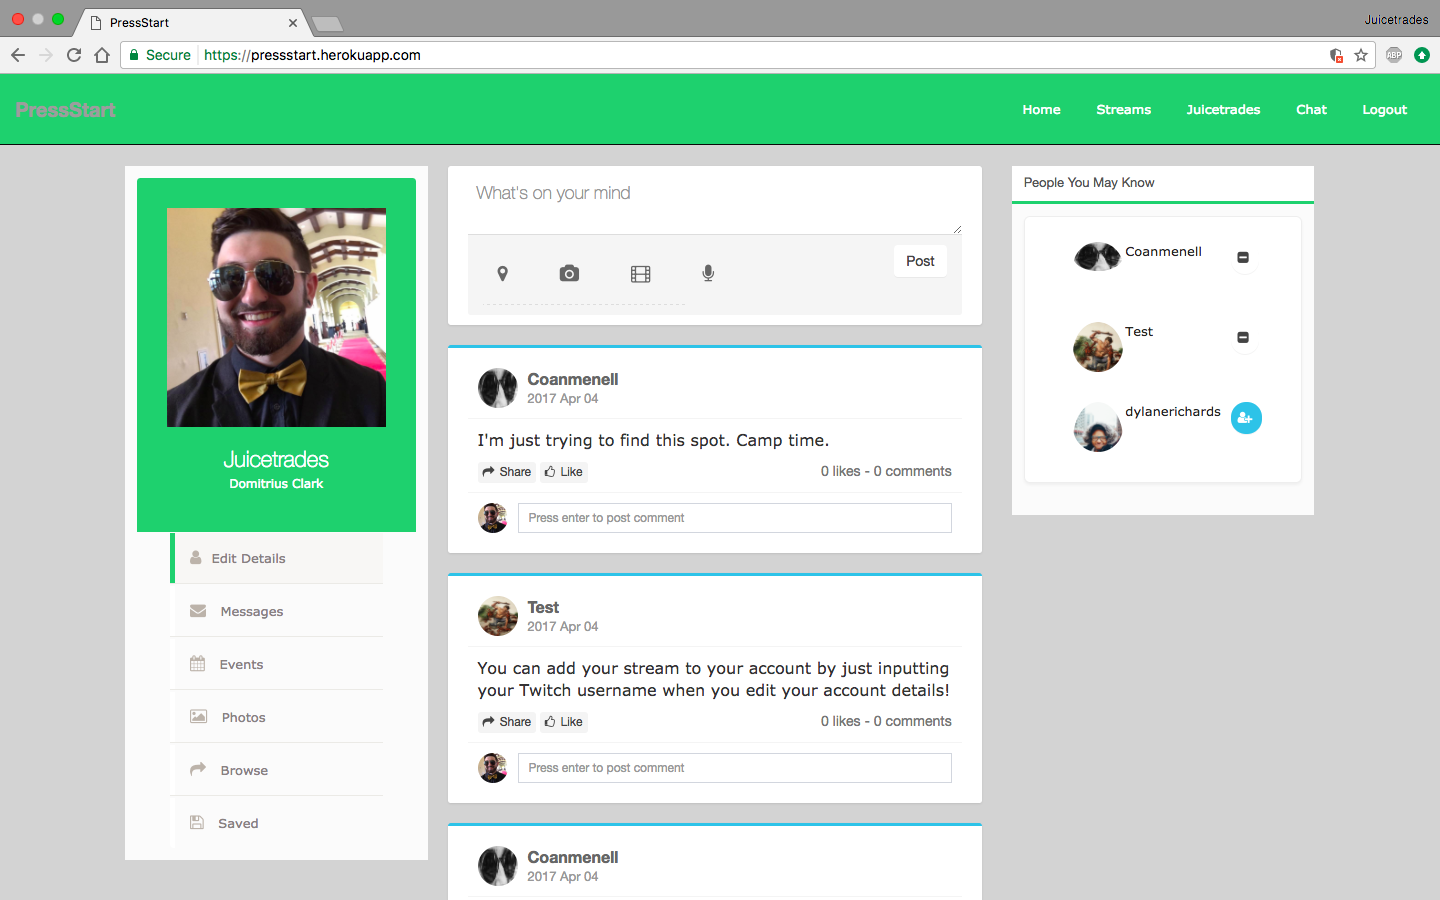 PressStart
Juicetrades
Secure https://pressstart.herokuapp.com
ABP
PressStart
Home Streams Juicetrades Chat Logout
Juicetrades
Domitrius Clark
Edit Details
Messages
Events
Photos
Browse
Saved
What's on your mind
Post
Coanmenell
2017 Apr 04
I'm just trying to find this spot. Camp time.
Share Like 0 likes - 0 comments
Press enter to post comment
Test
2017 Apr 04
You can add your stream to your account by just inputting
your Twitch username when you edit your account details!
Share Like 0 likes - 0 comments
Press enter to post comment
Coanmenell
2017 Apr 04
People You May Know
Coanmenell
Test
dylanerichards